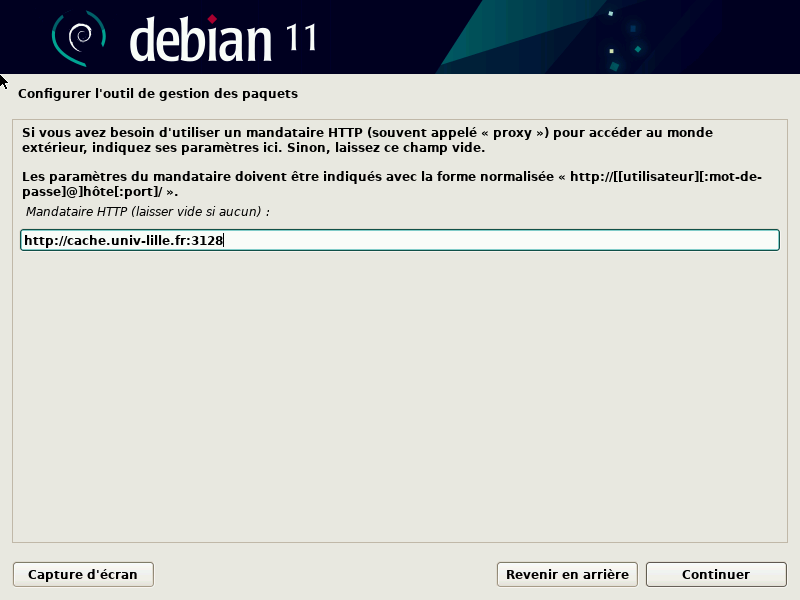 debian 11
Configurer l'outil de gestion des paquets
Si vous avez besoin d'utiliser un mandataire HTTP (souvent appelé « proxy ») pour accéder au monde
extérieur, indiquez ses paramètres ici. Sinon, laissez ce champ vide.
Les paramètres du mandataire doivent être indiqués avec la forme normalisée « http://[[utilisateur][:mot-de-
passe]@]hôte[:port]/ ».
Mandataire HTTP (laisser vide si aucun) :
http://cache.univ-lille.fr:3128
Capture d'écran
Revenir en arrière
Continuer